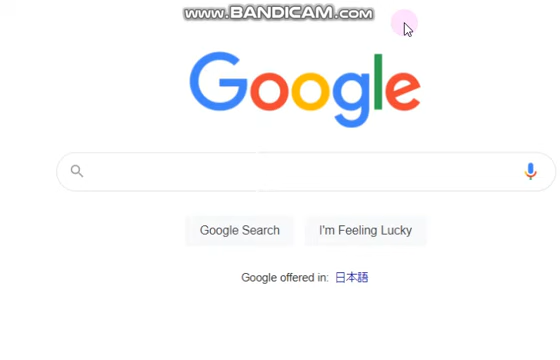 www.BANDICAM.com
Google
Google Search
I'm Feeling Lucky
Google offered in: 日本語